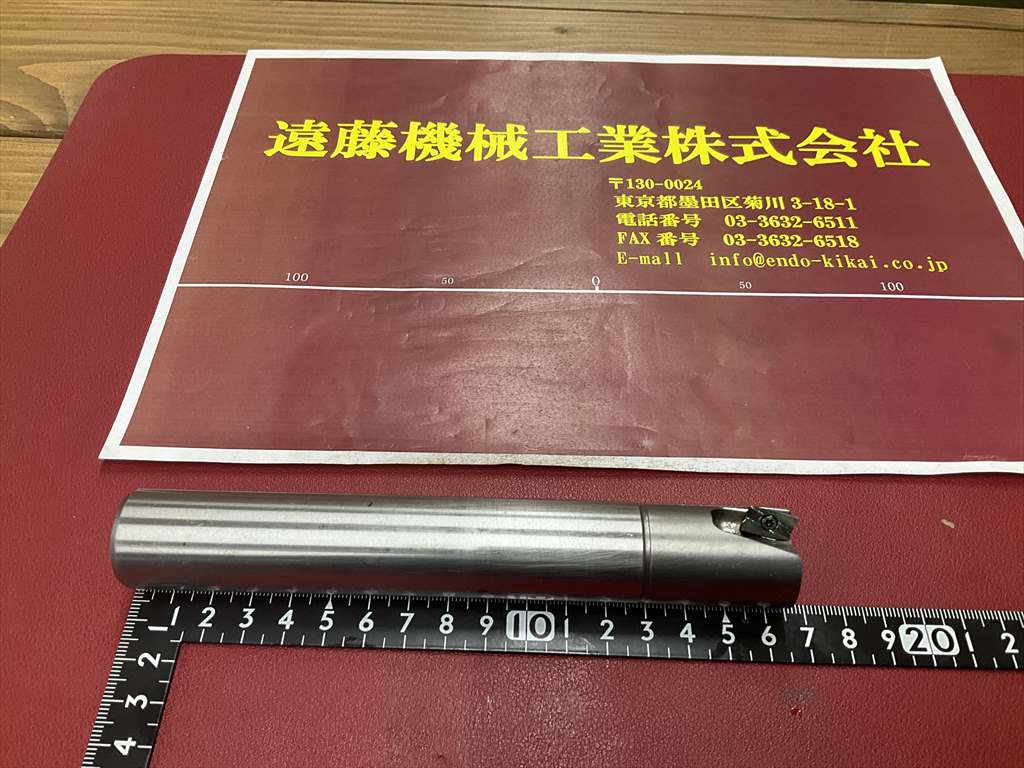 遠藤機械工業株式会社
〒130-0024
東京都墨田区菊川 3-18-1
電話番号 03-3632-6511
FAX 番号 03-3632-6518
E-mall info@endo-kikai.co.jp
100 50 0 50 100
1 2 3 4 5 6 7 8 9 10 1 2 3 4 5 6 7 8 9 20 1 2
2
3
4